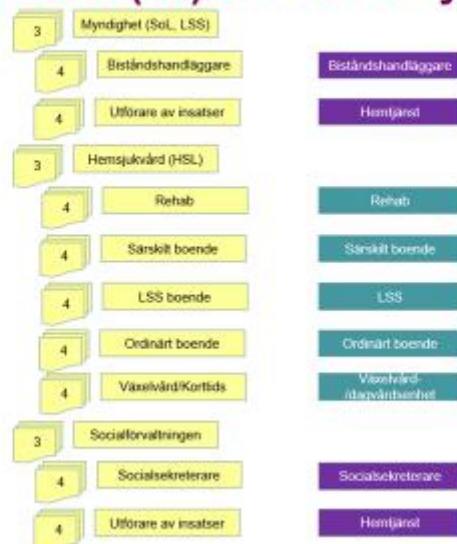 3 Myndighet (SoL, LSS)
4 Biståndshandläggare Biståndshandläggare
4 Utförare av insatser Hemtjänst
3 Hemsjukvård (HSL)
4 Rehab Rehab
4 Särskilt boende Särskilt boende
4 LSS boende LSS
4 Ordinärt boende Ordinärt boende
4 Växelvård/Korttids Växelvård-
/dagvårdsenhet
3 Socialförvaltningen
4 Socialsekreterare Socialsekreterare
4 Utförare av insatser Hemtjänst